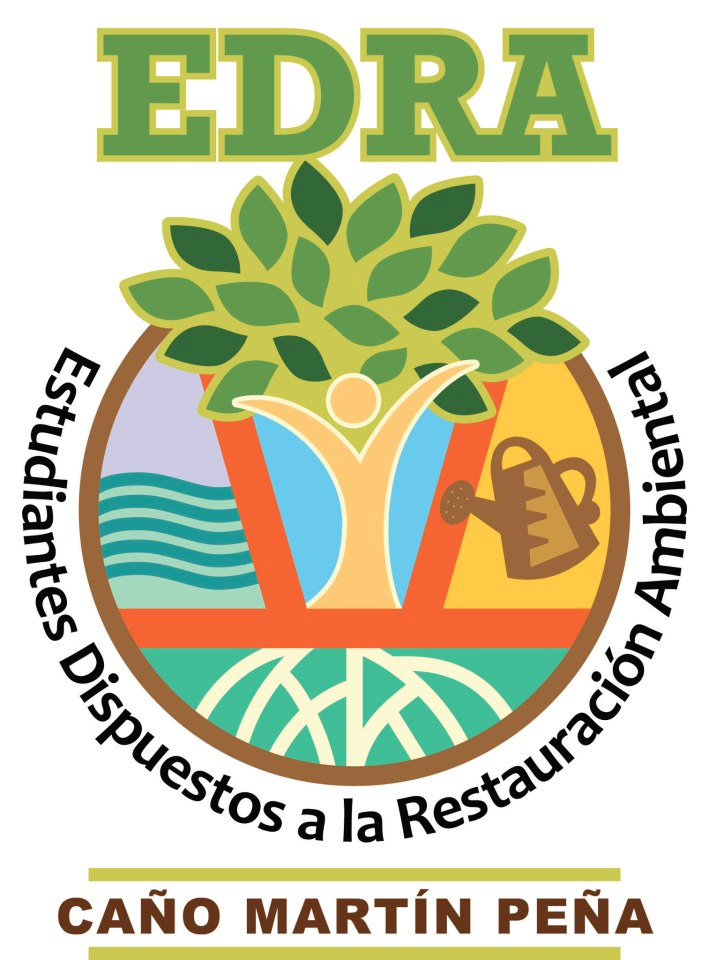 EDRA
Estudiantes Dispuestos a la Restauración Ambiental
CAÑO MARTÍN PEÑA